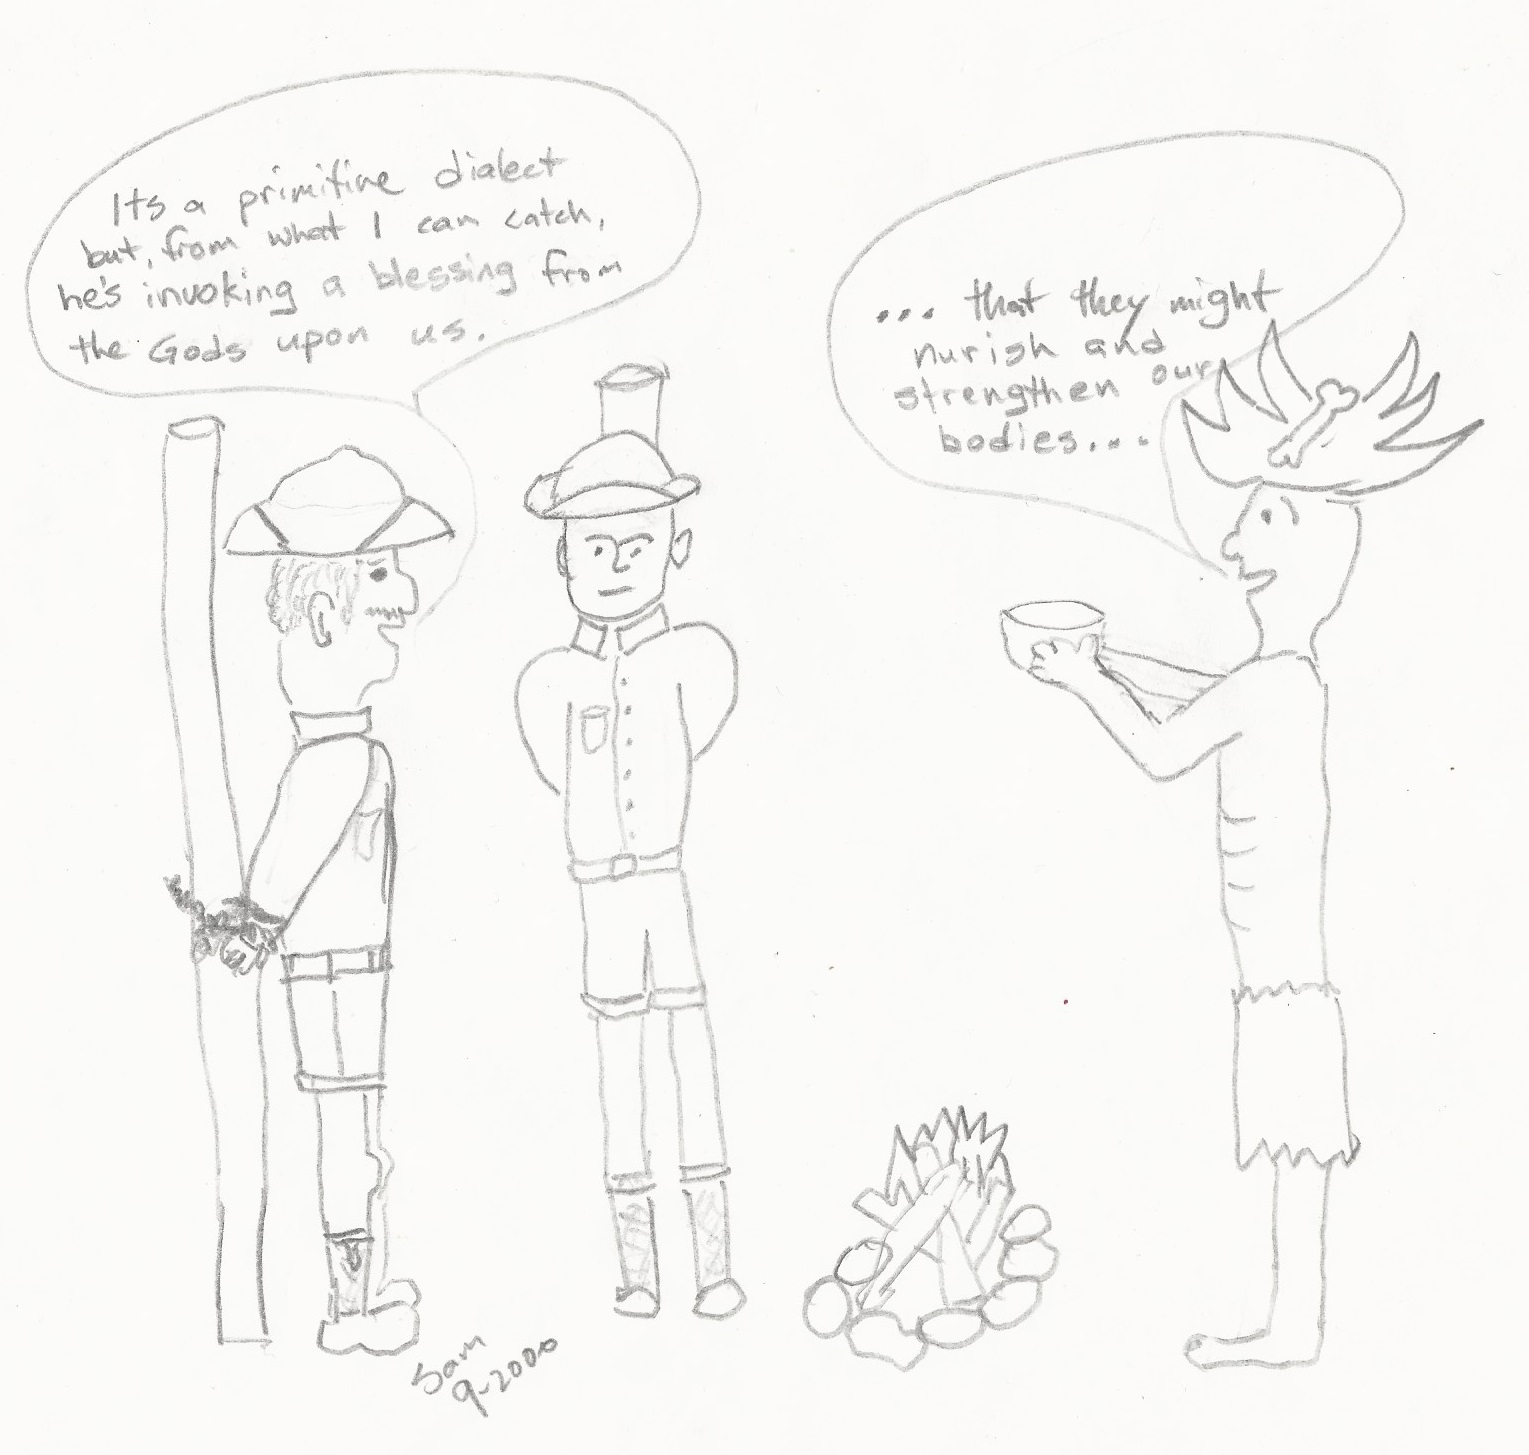 Its a primitive dialect
but, from what I can catch,
he's invoking a blessing from
the Gods upon us.
... that they might
nurish and
strengthen our
bodies....
Sam
9-2000